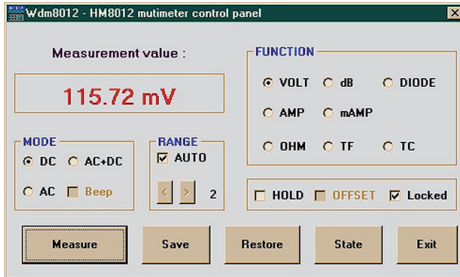 Wdm8012 - HM8012 mutimeter control panel
Measurement value :
115.72 mV
FUNCTION
VOLT dB DIODE
AMP mAMP
OHM TF TC
MODE
DC AC+DC
AC Beep
RANGE
AUTO
< > 2
HOLD OFFSET Locked
Measure Save Restore State Exit